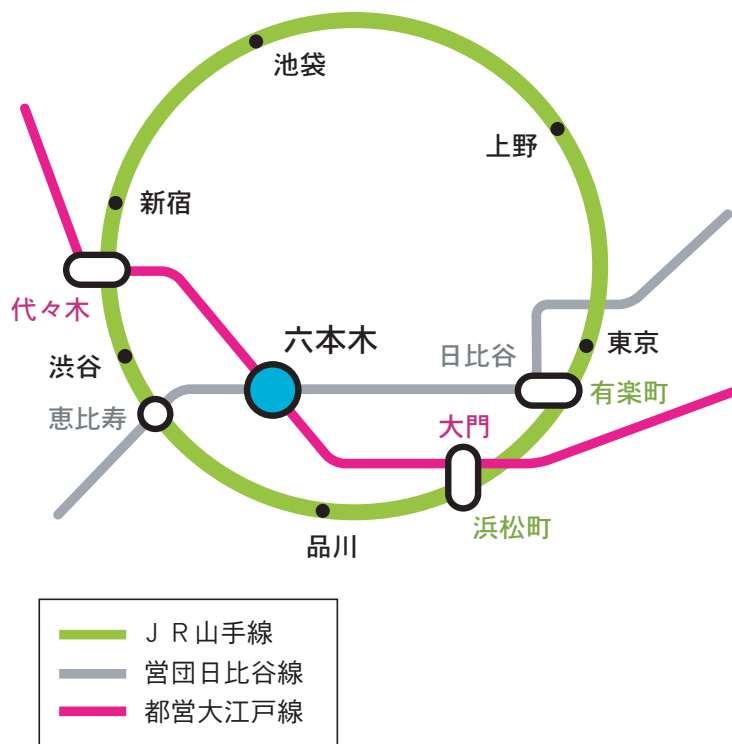 池袋
上野
新宿
代々木
六本木
日比谷
東京
渋谷
有楽町
恵比寿
大門
浜松町
品川
ＪＲ山手線
営団日比谷線
都営大江戸線